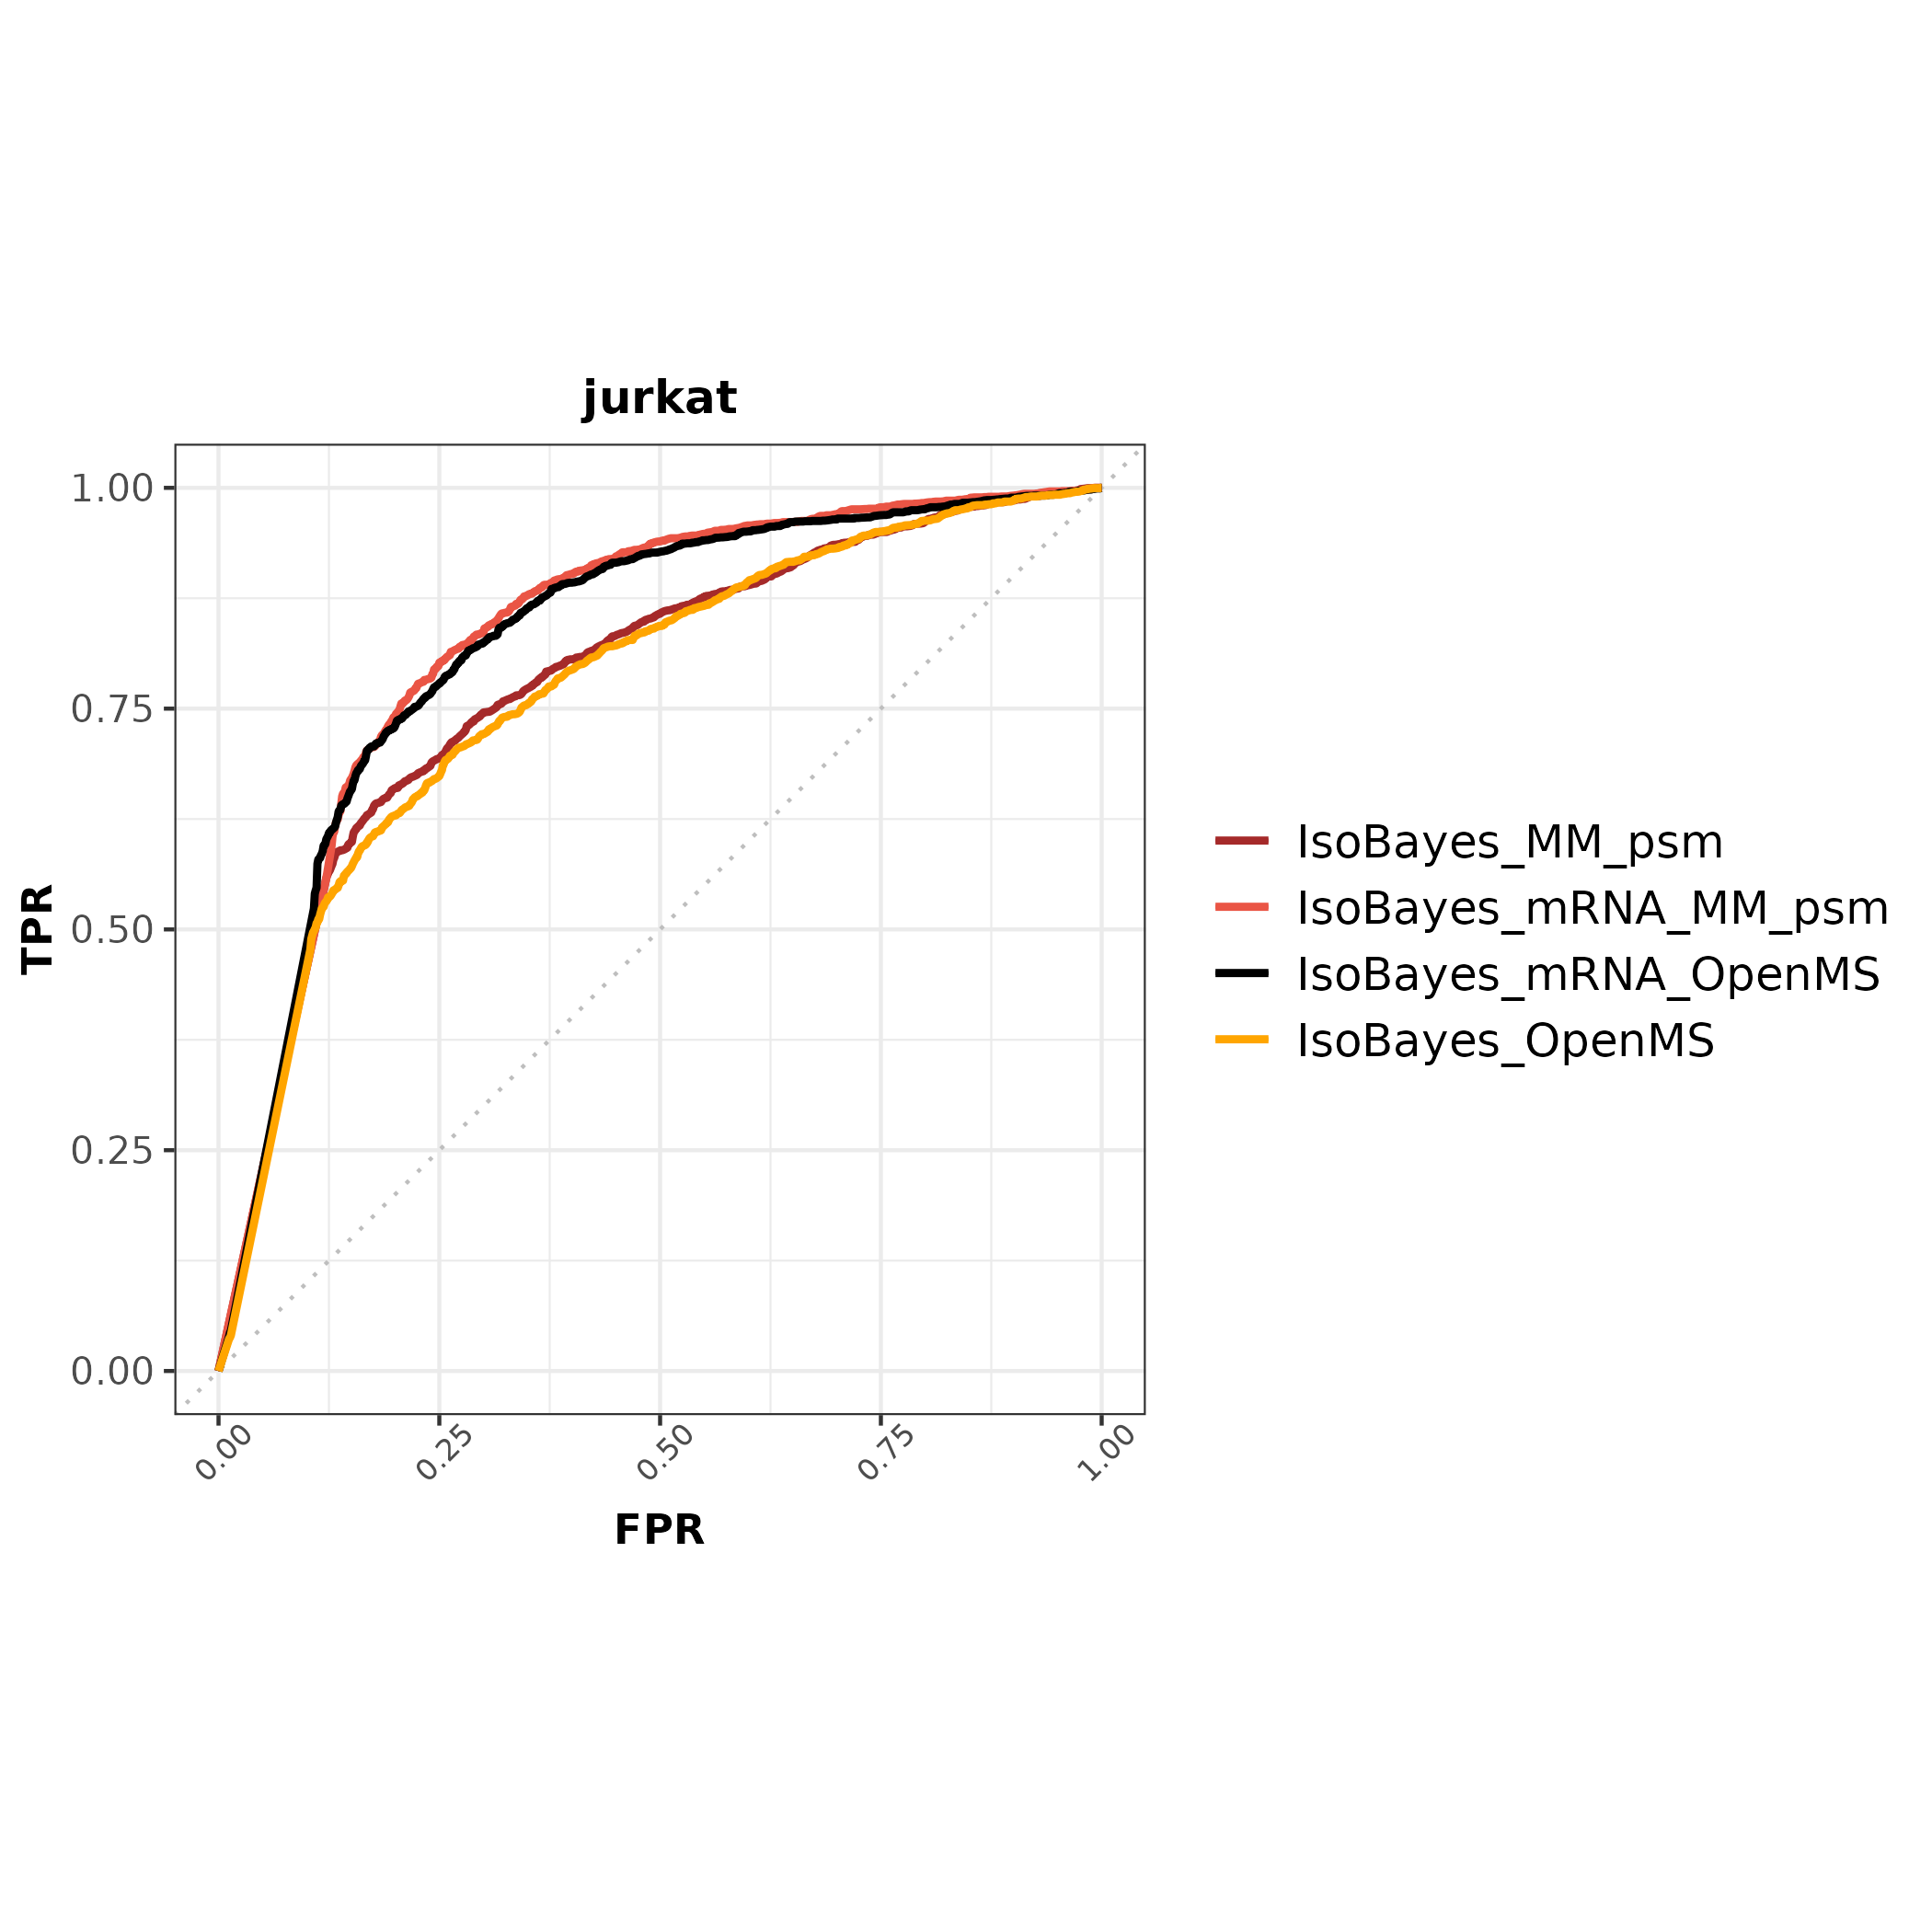 jurkat
TPR
1.00
0.75
0.50
0.25
0.00
0.00
0.25
0.50
0.75
1.00
FPR
IsoBayes_MM_psm
IsoBayes_mRNA_MM_psm
IsoBayes_mRNA_OpenMS
IsoBayes_OpenMS